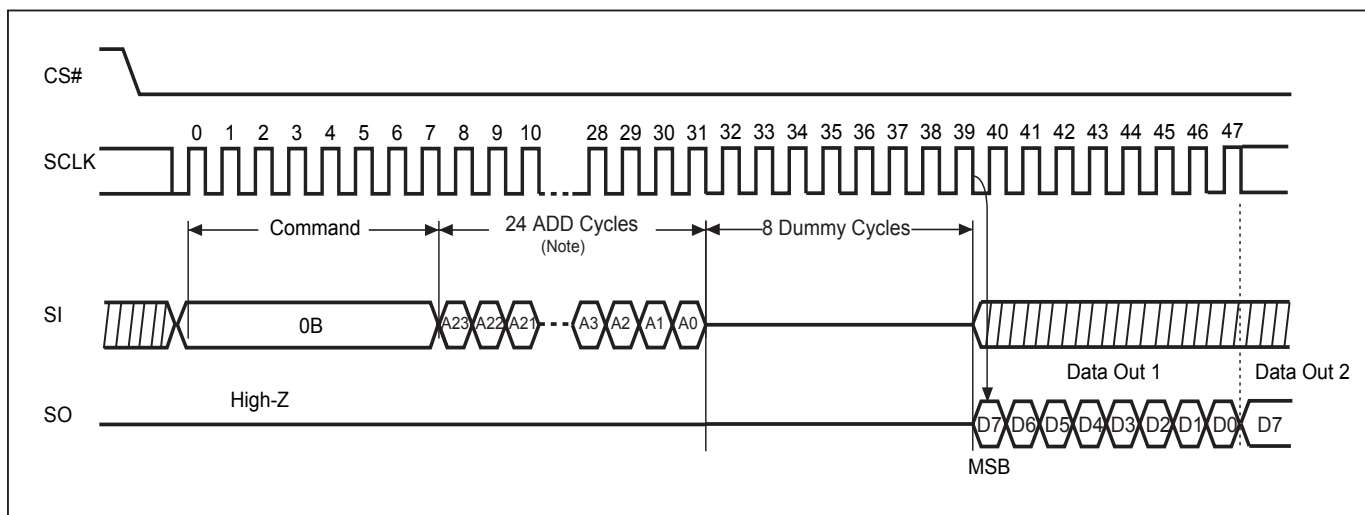 CS#
0 1 2 3 4 5 6 7 8 9 10 28 29 30 31 32 33 34 35 36 37 38 39 40 41 42 43 44 45 46 47
SCLK
Command
24 ADD Cycles
(Note)
8 Dummy Cycles
SI
0B
A23 A22 A21 A3 A2 A1 A0
Data Out 1
Data Out 2
High-Z
SO
D7 D6 D5 D4 D3 D2 D1 D0 D7
MSB